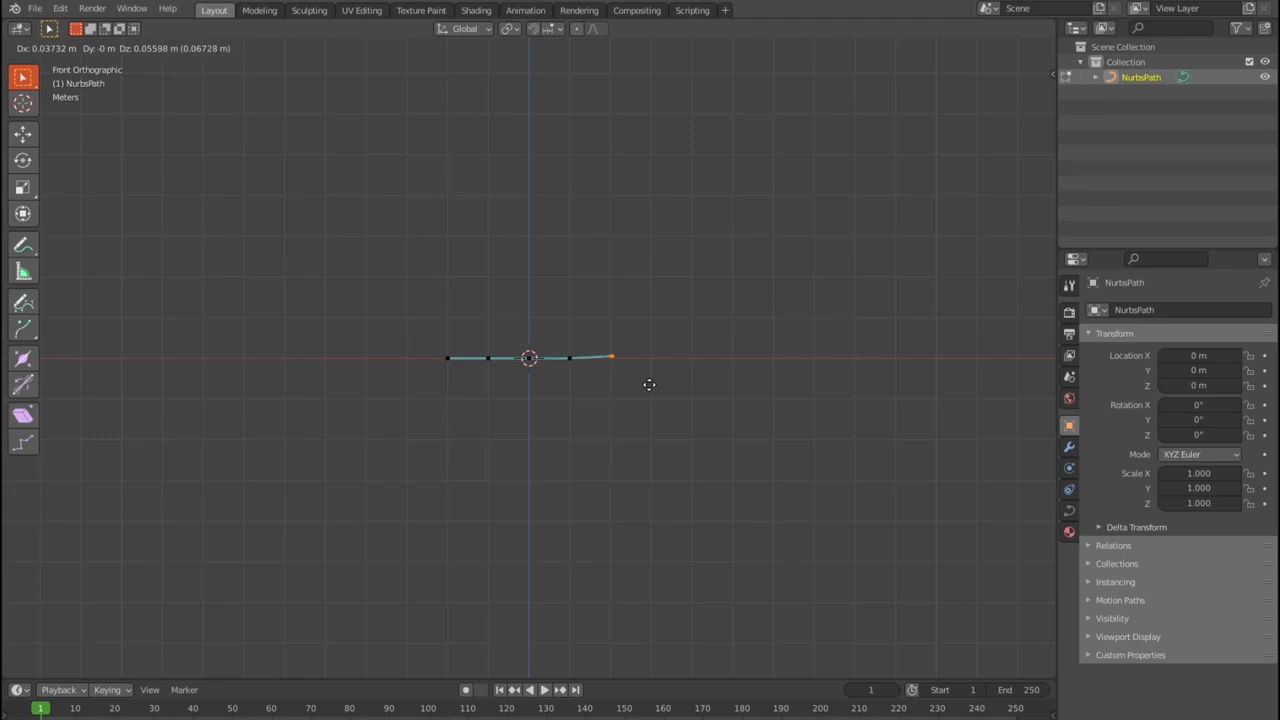 File Edit Render Window Help Layout Modeling Sculpting UV Editing Texture Paint Shading Animation Rendering Compositing Scripting + Scene View Layer
Global
Dx: 0.03732 m Dy: -0 m Dz: 0.05598 m (0.06728 m)
Front Orthographic
(1) NurbsPath
Meters
Scene Collection
Collection
NurbsPath
NurbsPath
NurbsPath
Transform
Location X 0 m
Y 0 m
Z 0 m
Rotation X 0°
Y 0°
Z 0°
Mode XYZ Euler
Scale X 1.000
Y 1.000
Z 1.000
Delta Transform
Relations
Collections
Instancing
Motion Paths
Visibility
Viewport Display
Custom Properties
Playback Keying View Marker 1 Start 1 End 250
1 10 20 30 40 50 60 70 80 90 100 110 120 130 140 150 160 170 180 190 200 210 220 230 240 250